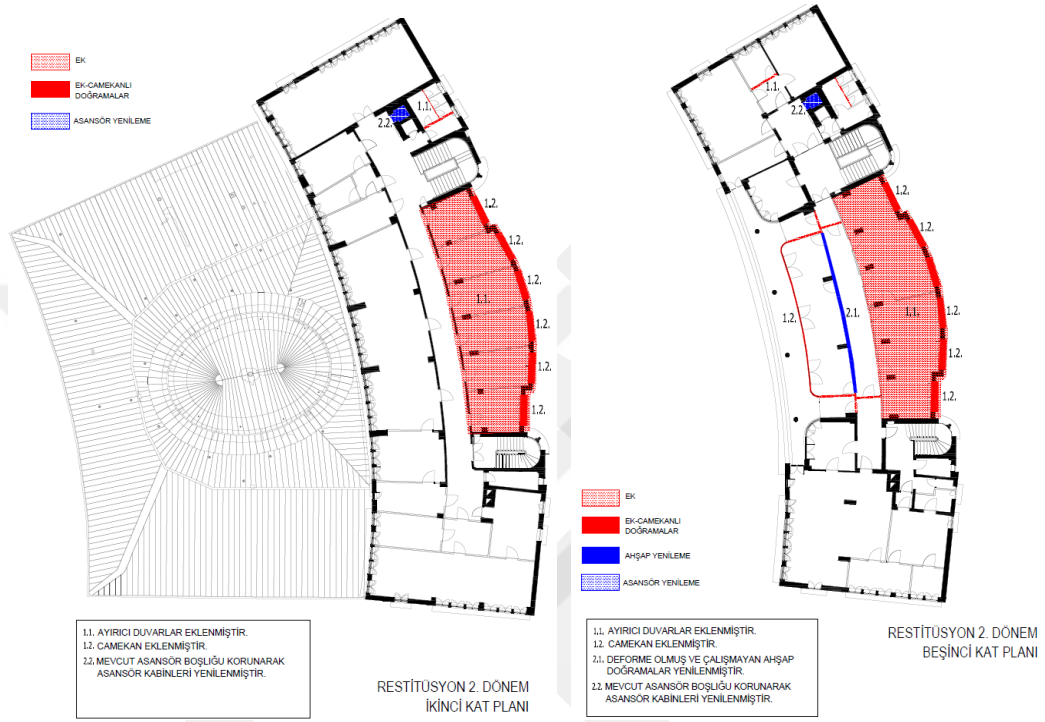 EK
EK-CAMEKANLI
DOĞRAMALAR
ASANSÖR YENİLEME
1.1.
2.2.
1.2.
1.2.
1.2.
1.1.
1.2.
1.2.
1.2.
1.1. AYIRICI DUVARLAR EKLENMİŞTİR.
1.2. CAMEKAN EKLENMİŞTİR.
2.2. MEVCUT ASANSÖR BOŞLUĞU KORUNARAK
ASANSÖR KABİNLERİ YENİLENMİŞTİR.
RESTİTÜSYON 2. DÖNEM
İKİNCİ KAT PLANI
1.1.
2.2.
1.2.
1.2.
1.2.
1.2.
2.1.
1.1.
1.2.
1.2.
1.2.
EK
EK-CAMEKANLI
DOĞRAMALAR
AHŞAP YENİLEME
ASANSÖR YENİLEME
1.1. AYIRICI DUVARLAR EKLENMİŞTİR.
1.2. CAMEKAN EKLENMİŞTİR.
2.1. DEFORME OLMUŞ VE ÇALIŞMAYAN AHŞAP
DOĞRAMALAR YENİLENMİŞTİR.
2.2. MEVCUT ASANSÖR BOŞLUĞU KORUNARAK
ASANSÖR KABİNLERİ YENİLENMİŞTİR.
RESTİTÜSYON 2. DÖNEM
BEŞİNCİ KAT PLANI